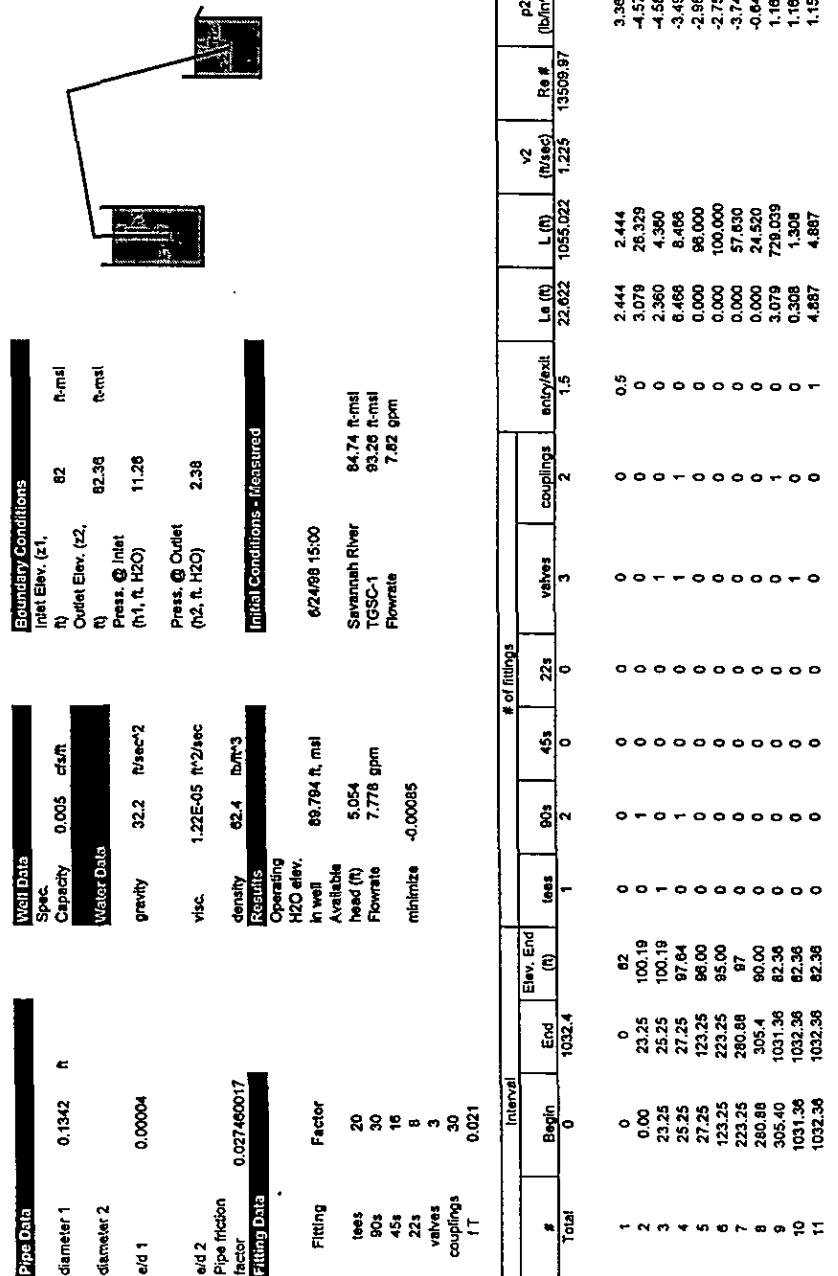 Pipe Data
diameter 1 0.1342 ft
diameter 2
e/d 1 0.00004
e/d 2
Pipe friction
factor 0.027460017
Fitting Data
Fitting Factor
tees 20
90s 30
45s 16
22s 8
valves 3
couplings 30
f T 0.021
Well Data
Spec.
Capacity 0.005 cfs/ft
Water Data
gravity 32.2 ft/sec^2
visc. 1.22E-05 ft^2/sec
density 62.4 lb/ft^3
Results
Operating
H2O elev.
in well 89.794 ft, msl
Available
head (ft) 5.054
Flowrate 7.778 gpm
minimize -0.00085
Boundary Conditions
Inlet Elev. (z1,
ft) 82 ft-msl
Outlet Elev. (z2,
ft) 82.36 ft-msl
Press. @ Inlet
(h1, ft. H2O) 11.26
Press. @ Outlet
(h2, ft. H2O) 2.38
Initial Conditions - Measured
6/24/98 15:00
Savannah River 84.74 ft-msl
TGSC-1 93.26 ft-msl
Flowrate 7.82 gpm
Interval # of fittings
# Begin End Elev. End (ft) tees 90s 45s 22s valves couplings entry/exit Le (ft) L (ft) v2 (ft/sec) Re # p2 (lb/in
Total 0 1032.4 1 2 0 0 3 2 1.5 22.622 1055.022 1.225 13509.97
1 0 0 82 0 0 0 0 0 0 0.5 2.444 2.444 3.36
2 0.00 23.25 100.19 0 1 0 0 0 0 0 3.079 26.329 -4.57
3 23.25 25.25 100.19 1 0 0 0 1 0 0 2.360 4.360 -4.58
4 25.25 27.25 97.64 0 1 0 0 1 1 0 6.466 8.466 -3.49
5 27.25 123.25 96.00 0 0 0 0 0 0 0 0.000 96.000 -2.98
6 123.25 223.25 95.00 0 0 0 0 0 0 0 0.000 100.000 -2.75
7 223.25 280.88 97 0 0 0 0 0 0 0 0.000 57.630 -3.74
8 280.88 305.4 90.00 0 0 0 0 0 0 0 0.000 24.520 -0.64
9 305.40 1031.36 82.36 0 0 0 0 0 1 0 3.079 729.039 1.16
10 1031.36 1032.36 82.36 0 0 0 0 1 0 0 0.308 1.308 1.16
11 1032.36 1032.36 82.36 0 0 0 0 0 0 1 4.887 4.887 1.15